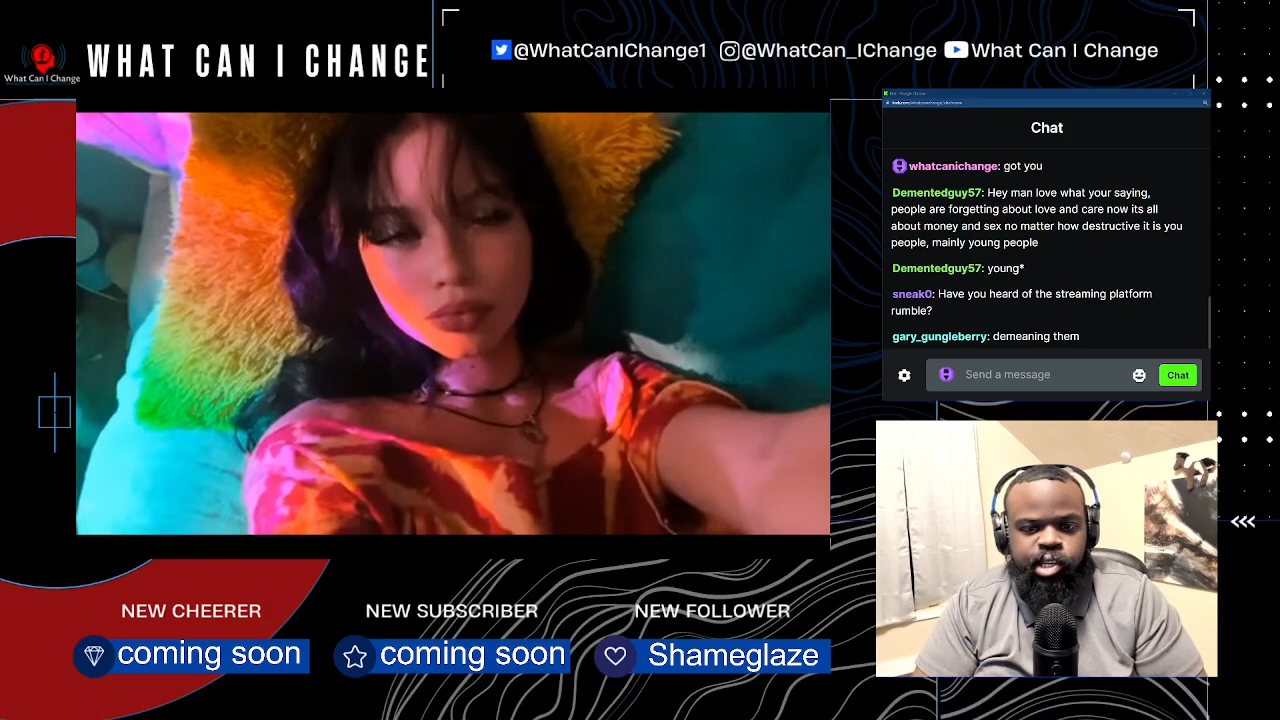 What Can I Change
WHAT CAN I CHANGE
@WhatCanIChange1 @WhatCan_IChange What Can I Change
Chat
whatcanichange: got you
Dementedguy57: Hey man love what your saying,
people are forgetting about love and care now its all
about money and sex no matter how destructive it is you
people, mainly young people
Dementedguy57: young*
sneak0: Have you heard of the streaming platform
rumble?
gary_gungleberry: demeaning them
Send a message
Chat
NEW CHEERER
NEW SUBSCRIBER
NEW FOLLOWER
coming soon
coming soon
Shameglaze